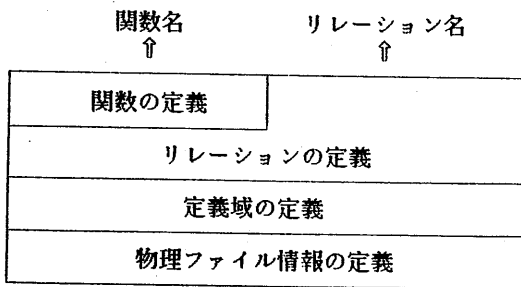 関数名 リレーション名
⇑ ⇑
関数の定義
リレーションの定義
定義域の定義
物理ファイル情報の定義